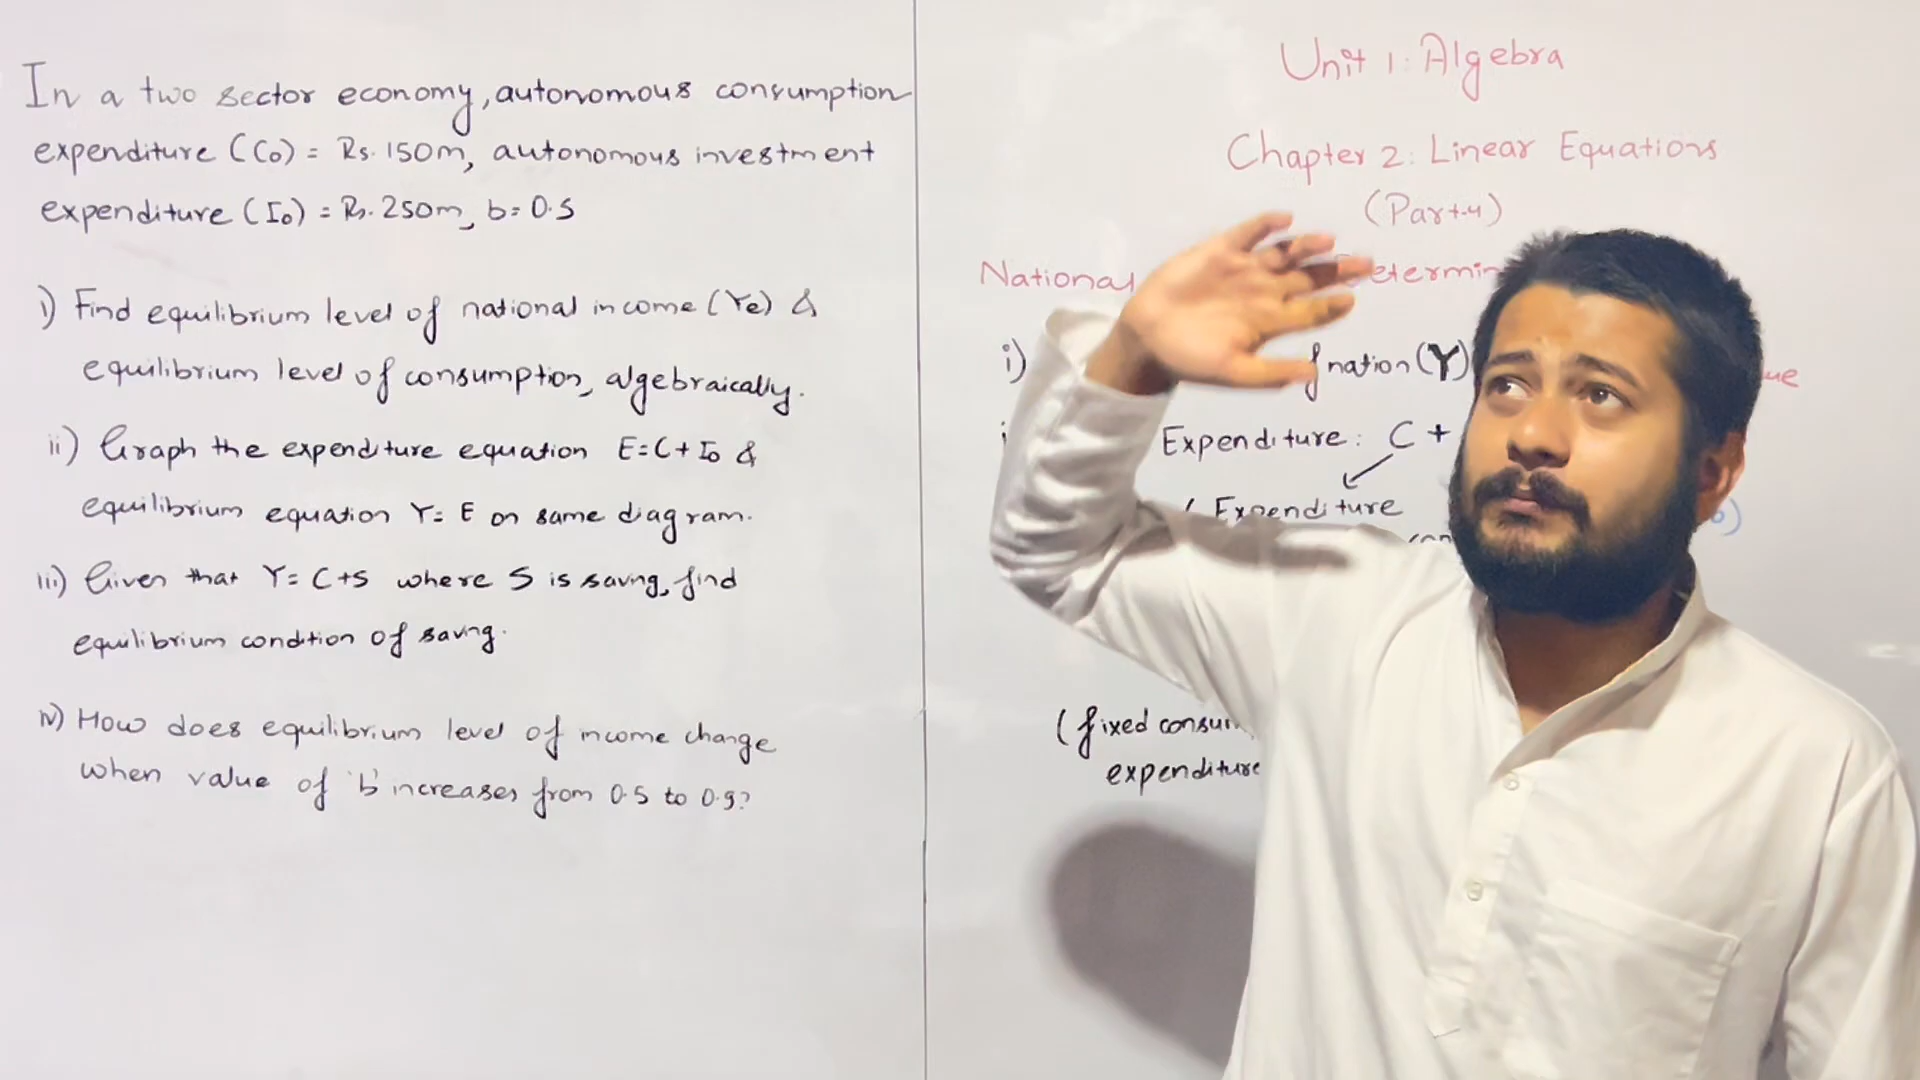 In a two sector economy, autonomous consumption
expenditure (C0) = Rs. 150m, autonomous investment
expenditure (I0) = Rs. 250m, b = 0.5
i) Find equilibrium level of national income (Ye) &
equilibrium level of consumption, algebraically.
ii) Graph the expenditure equation E=C+I0 &
equilibrium equation Y=E on same diagram.
iii) Given that Y=C+S where S is saving, find
equilibrium condition of saving.
iv) How does equilibrium level of income change
when value of 'b' increases from 0.5 to 0.9?
Unit 1: Algebra
Chapter 2: Linear Equations
(Part-4)
National
i) nation (Y)
Expenditure: C +
( Expenditure
(fixed
expenditure